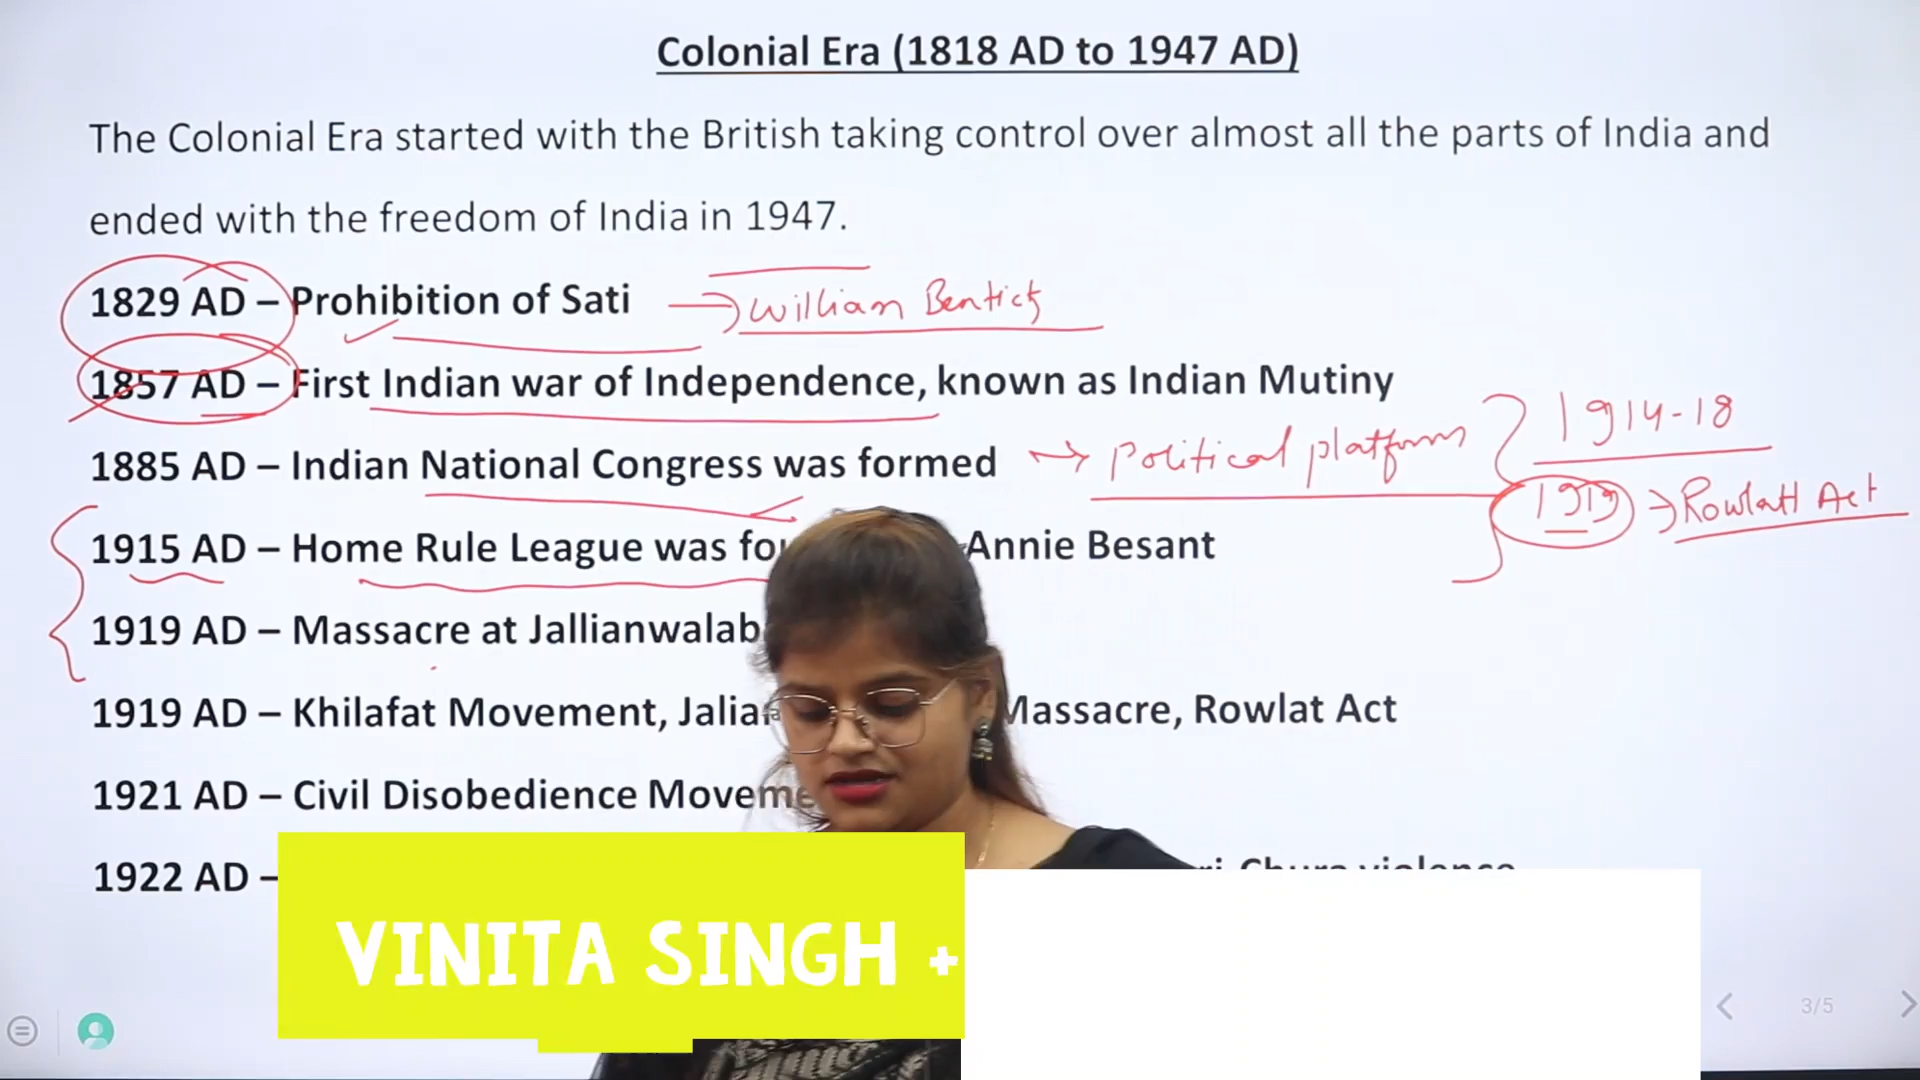 Colonial Era (1818 AD to 1947 AD)
The Colonial Era started with the British taking control over almost all the parts of India and
ended with the freedom of India in 1947.
1829 AD – Prohibition of Sati → William Bentick
1857 AD – First Indian war of Independence, known as Indian Mutiny
1914-18
1885 AD – Indian National Congress was formed → political platform
1919 → Rowlatt Act
1915 AD – Home Rule League was Annie Besant
1919 AD – Massacre at
1919 AD – Khilafat Movement, Massacre, Rowlat Act
1921 AD – Civil Disobedience
1922 AD – violence
VINITA SINGH +
3/5